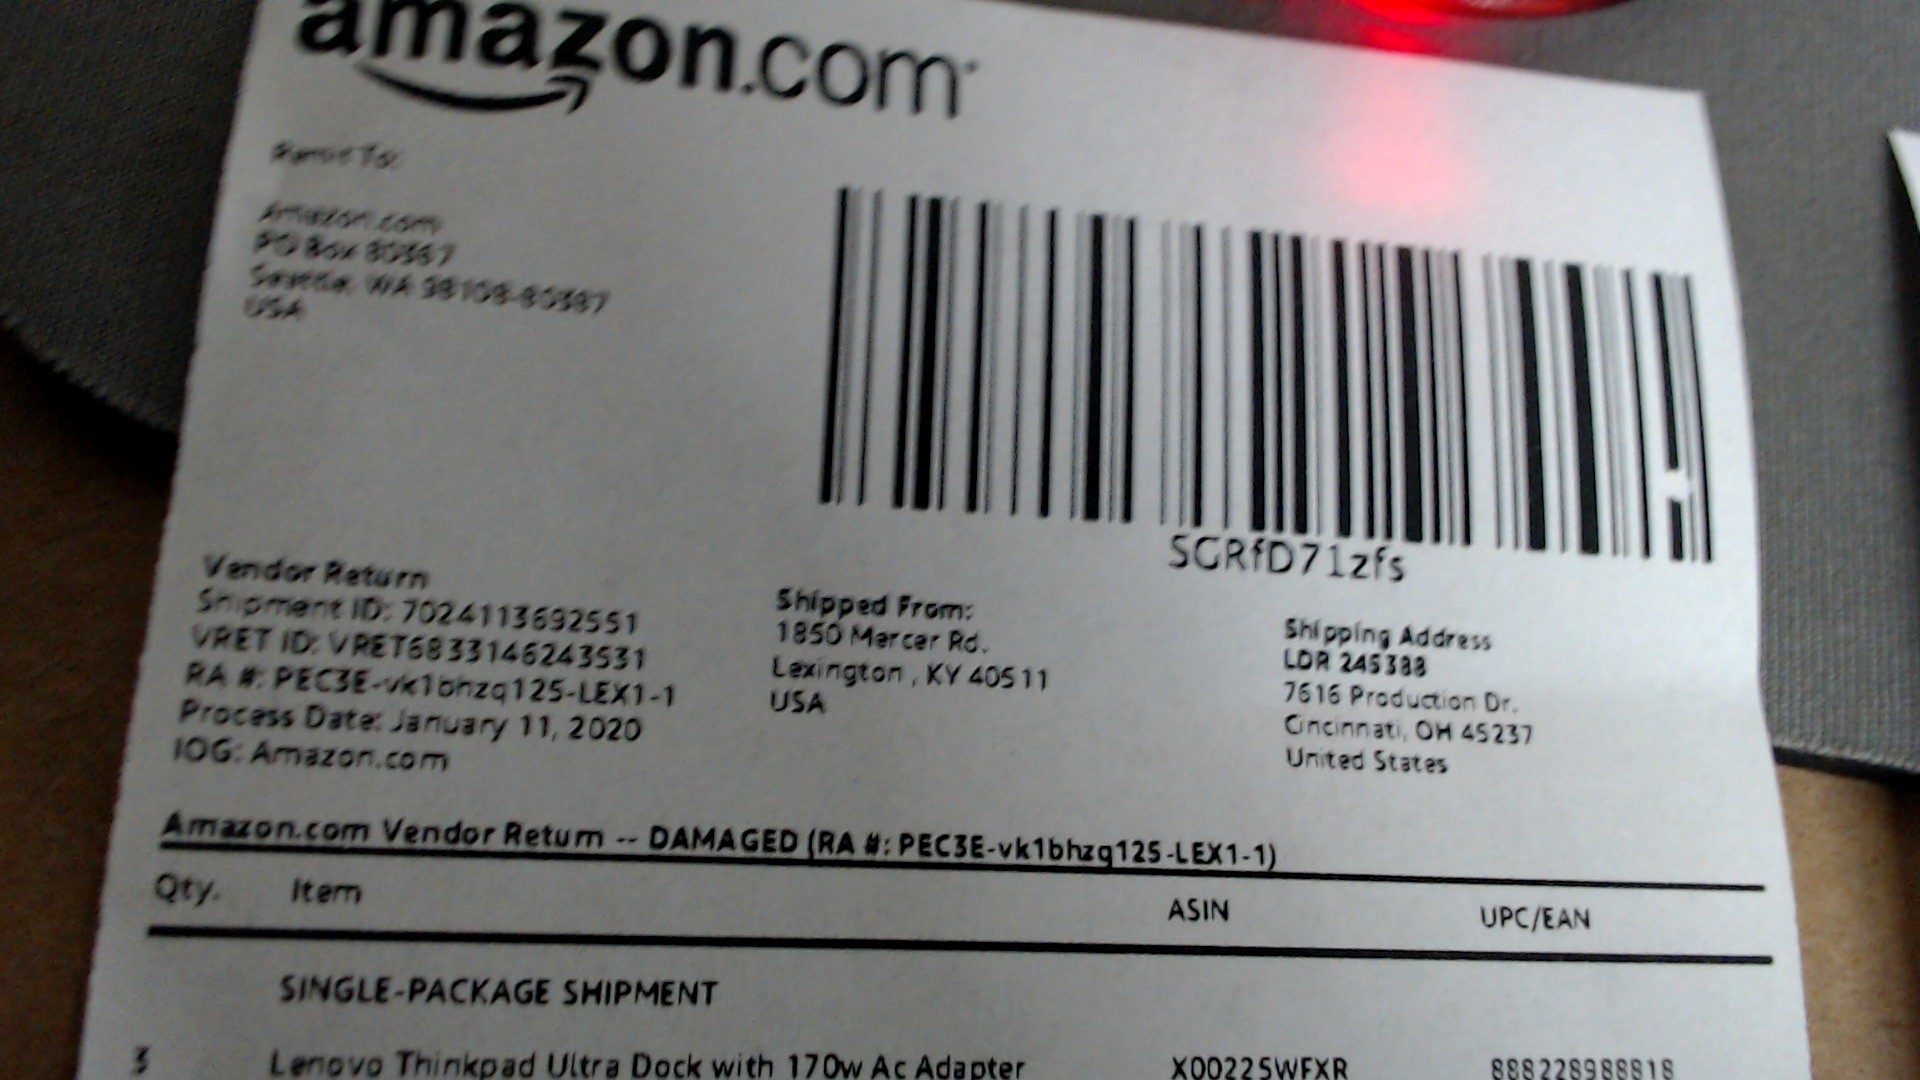 amazon.com
Remit To:
Amazon.com
PO Box 80387
Seattle, WA 98108-80387
USA
SGRfD71zfs
Vendor Return
Shipment ID: 7024113692551
VRET ID: VRET6833146243531
RA #: PEC3E-vk1bhzq125-LEX1-1
Process Date: January 11, 2020
IOG: Amazon.com
Shipped From:
1850 Mercer Rd.
Lexington , KY 40511
USA
Shipping Address
LDR 245388
7616 Production Dr.
Cincinnati, OH 45237
United States
Amazon.com Vendor Return -- DAMAGED (RA #: PEC3E-vk1bhzq125-LEX1-1)
Qty. Item ASIN UPC/EAN
SINGLE-PACKAGE SHIPMENT
3 Lenovo Thinkpad Ultra Dock with 170w Ac Adapter X00225WFXR 888228988818